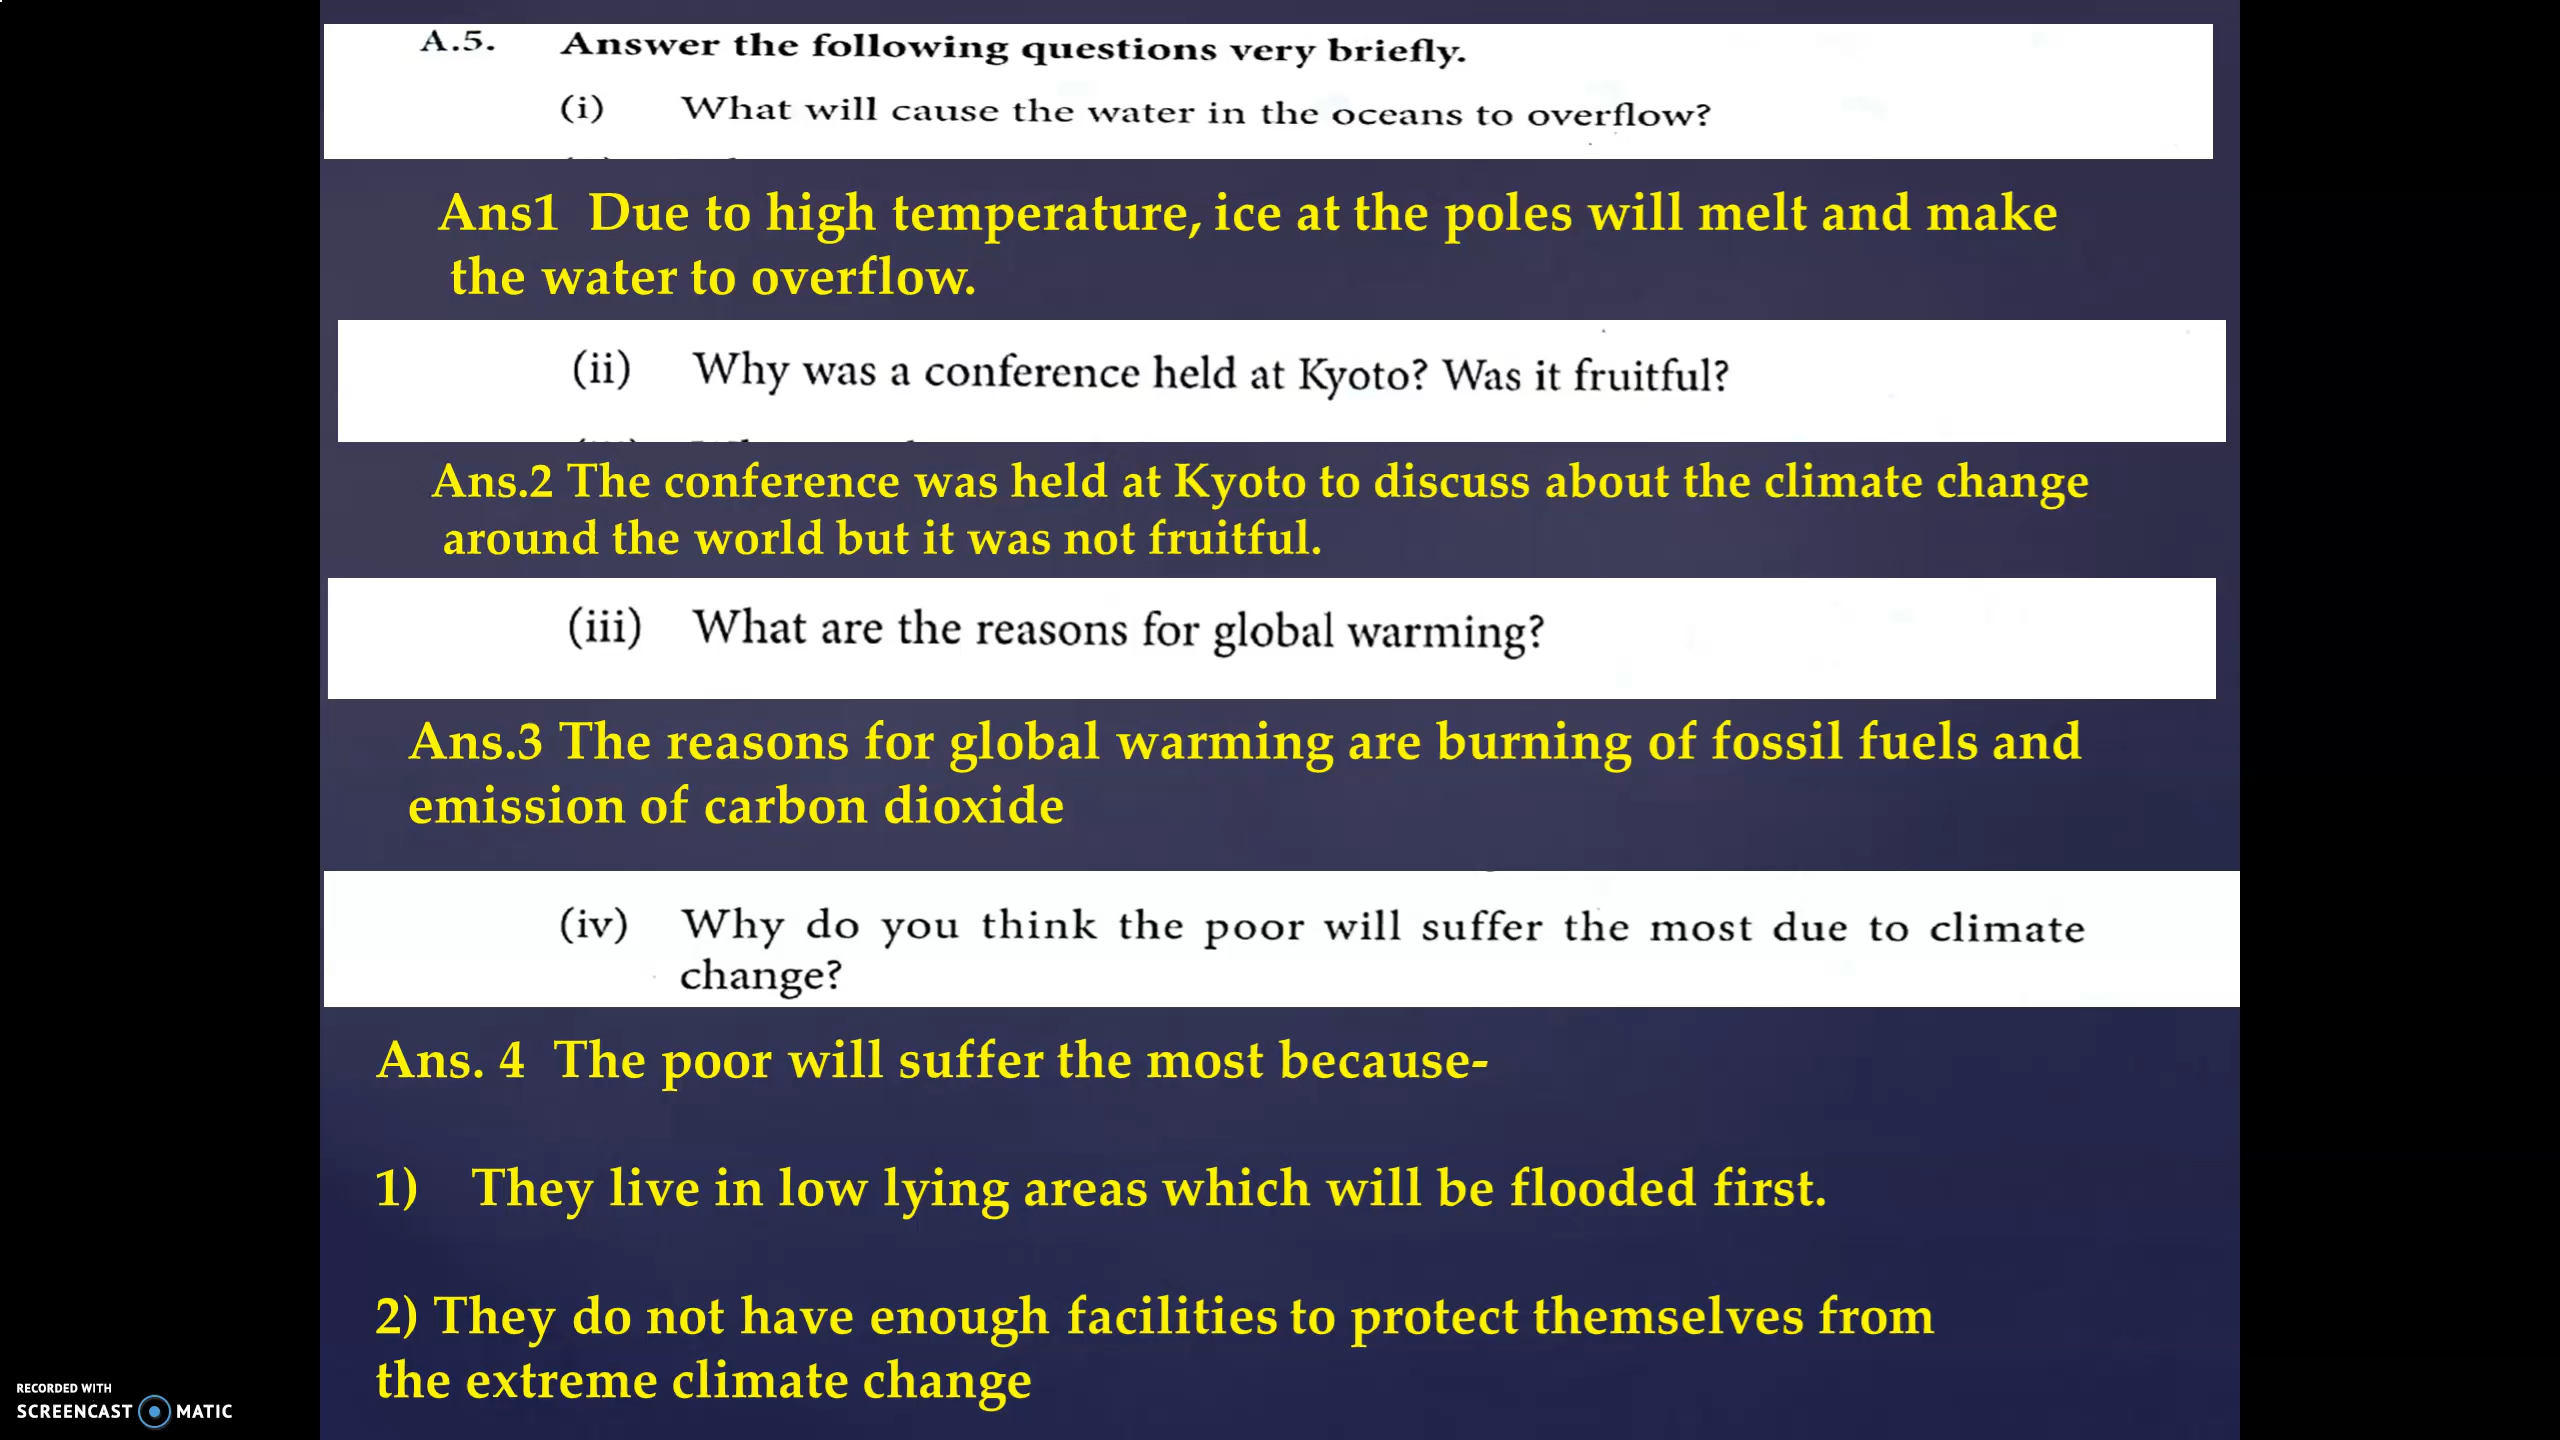 A.5. Answer the following questions very briefly.
(i) What will cause the water in the oceans to overflow?
Ans1 Due to high temperature, ice at the poles will melt and make
the water to overflow.
(ii) Why was a conference held at Kyoto? Was it fruitful?
Ans.2 The conference was held at Kyoto to discuss about the climate change
around the world but it was not fruitful.
(iii) What are the reasons for global warming?
Ans.3 The reasons for global warming are burning of fossil fuels and
emission of carbon dioxide
(iv) Why do you think the poor will suffer the most due to climate
change?
Ans. 4 The poor will suffer the most because-
1) They live in low lying areas which will be flooded first.
2) They do not have enough facilities to protect themselves from
the extreme climate change
RECORDED WITH
SCREENCAST MATIC